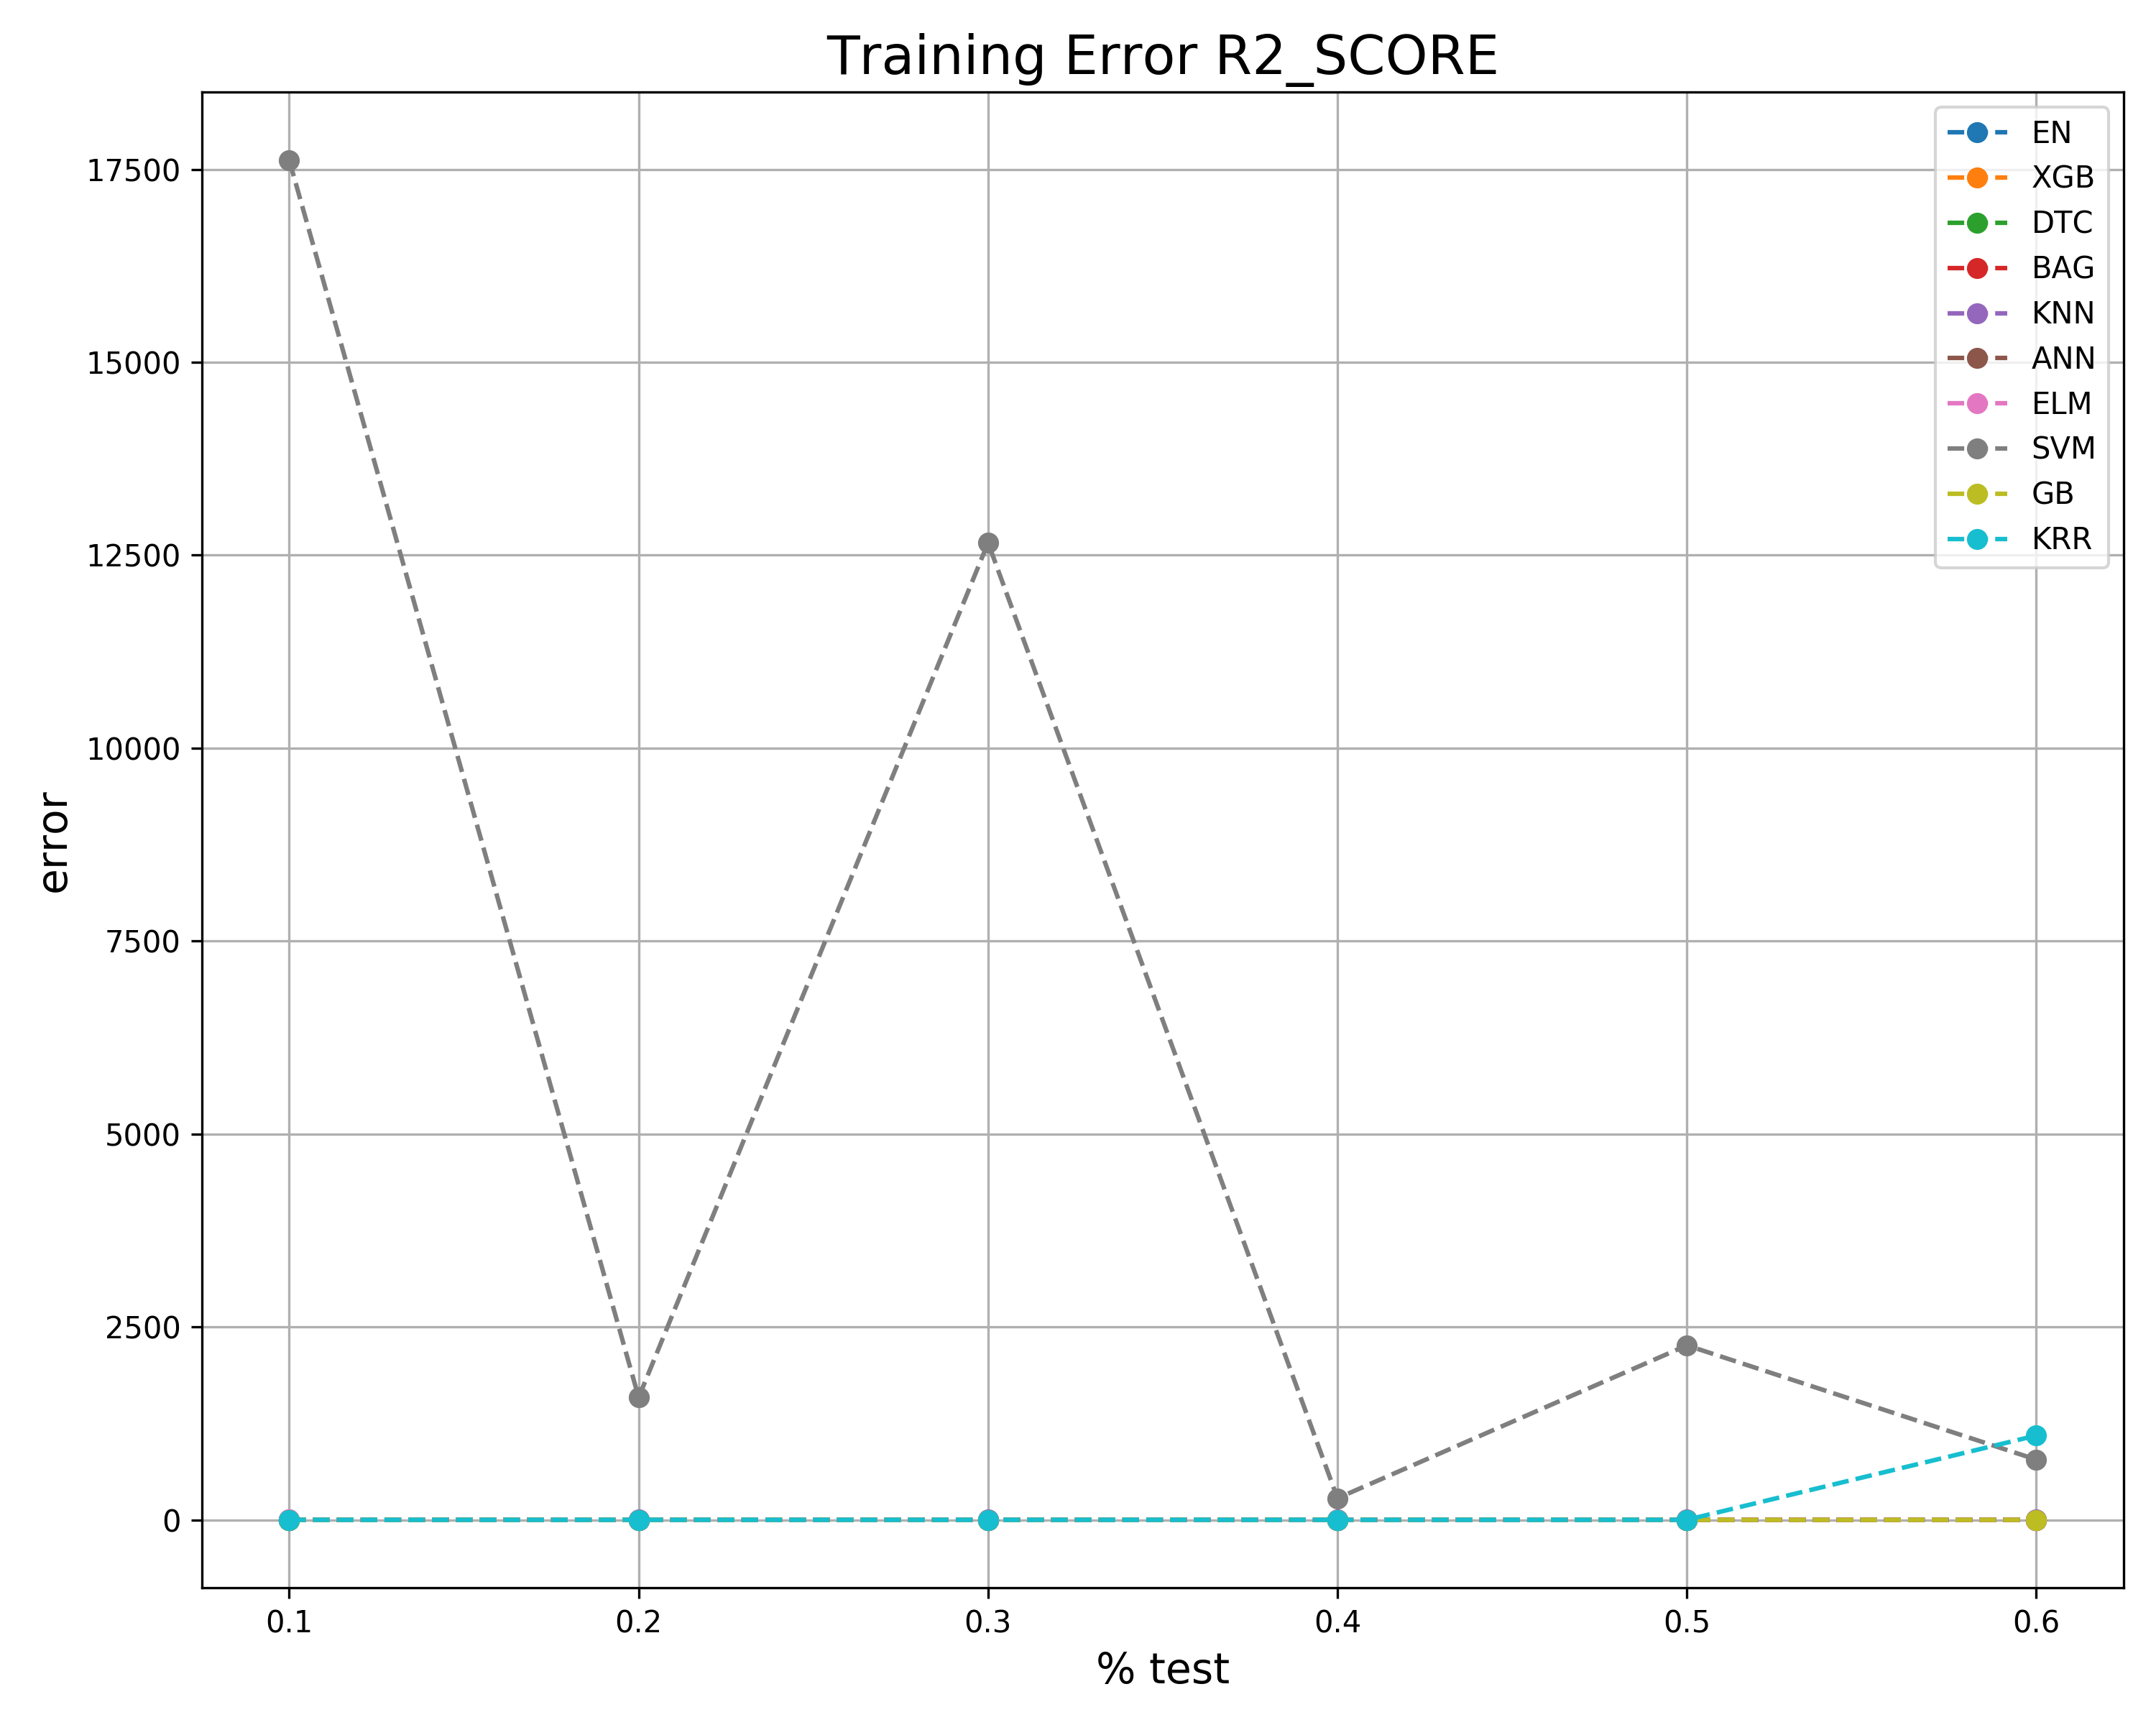 Training Error R2_SCORE
17500
15000
12500
10000
7500
5000
2500
0
error
EN
XGB
DTC
BAG
KNN
ANN
ELM
SVM
GB
KRR
0.1 0.2 0.3 0.4 0.5 0.6
% test